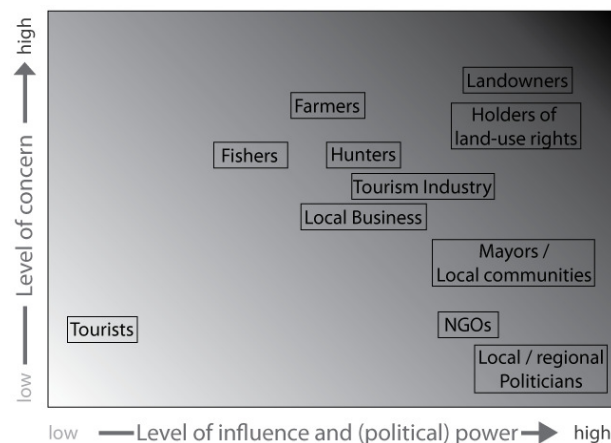 high
Level of concern
low
Landowners
Farmers
Holders of
land-use rights
Fishers
Hunters
Tourism Industry
Local Business
Mayors /
Local communities
Tourists
NGOs
Local / regional
Politicians
low
Level of influence and (political) power
high